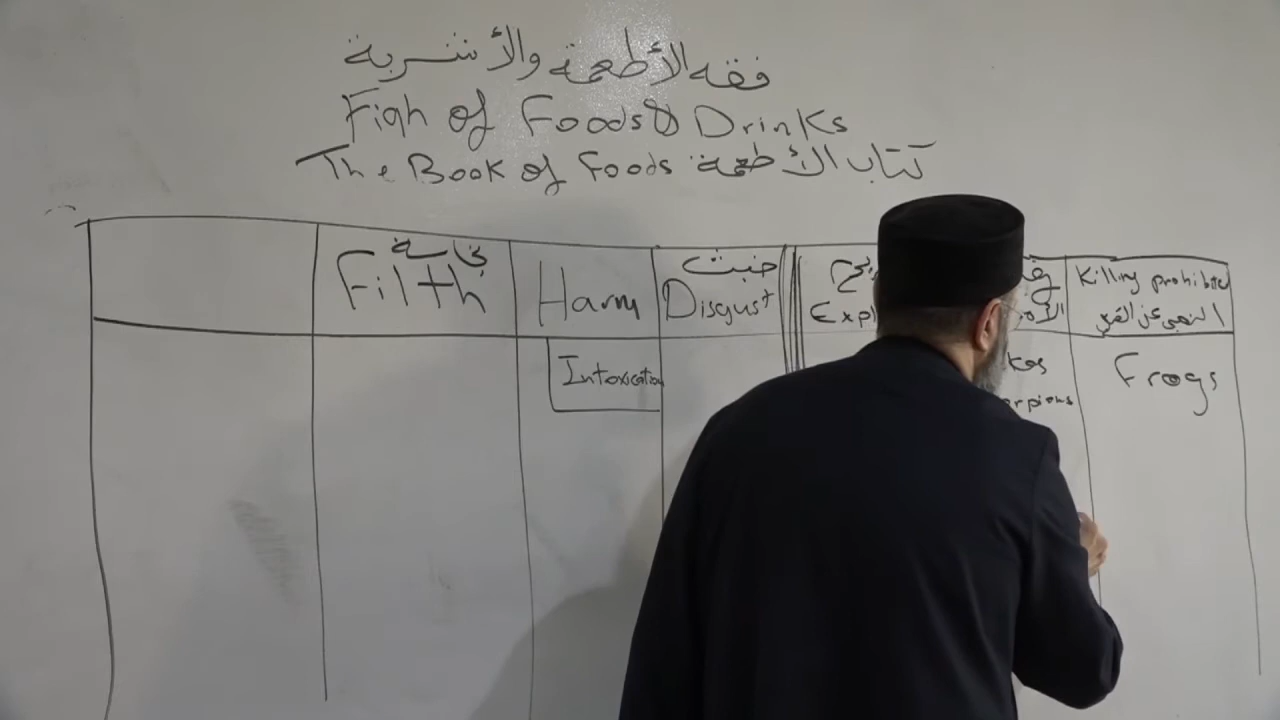 فقه الأطعمة والأشربة
Fiqh of Foods & Drinks
The Book of Foods كتاب الأطعمة
نجاسة
Filth
Harm
خبث
Disgust
Killing prohibited
النهي عن القتل
Intoxication
Frogs